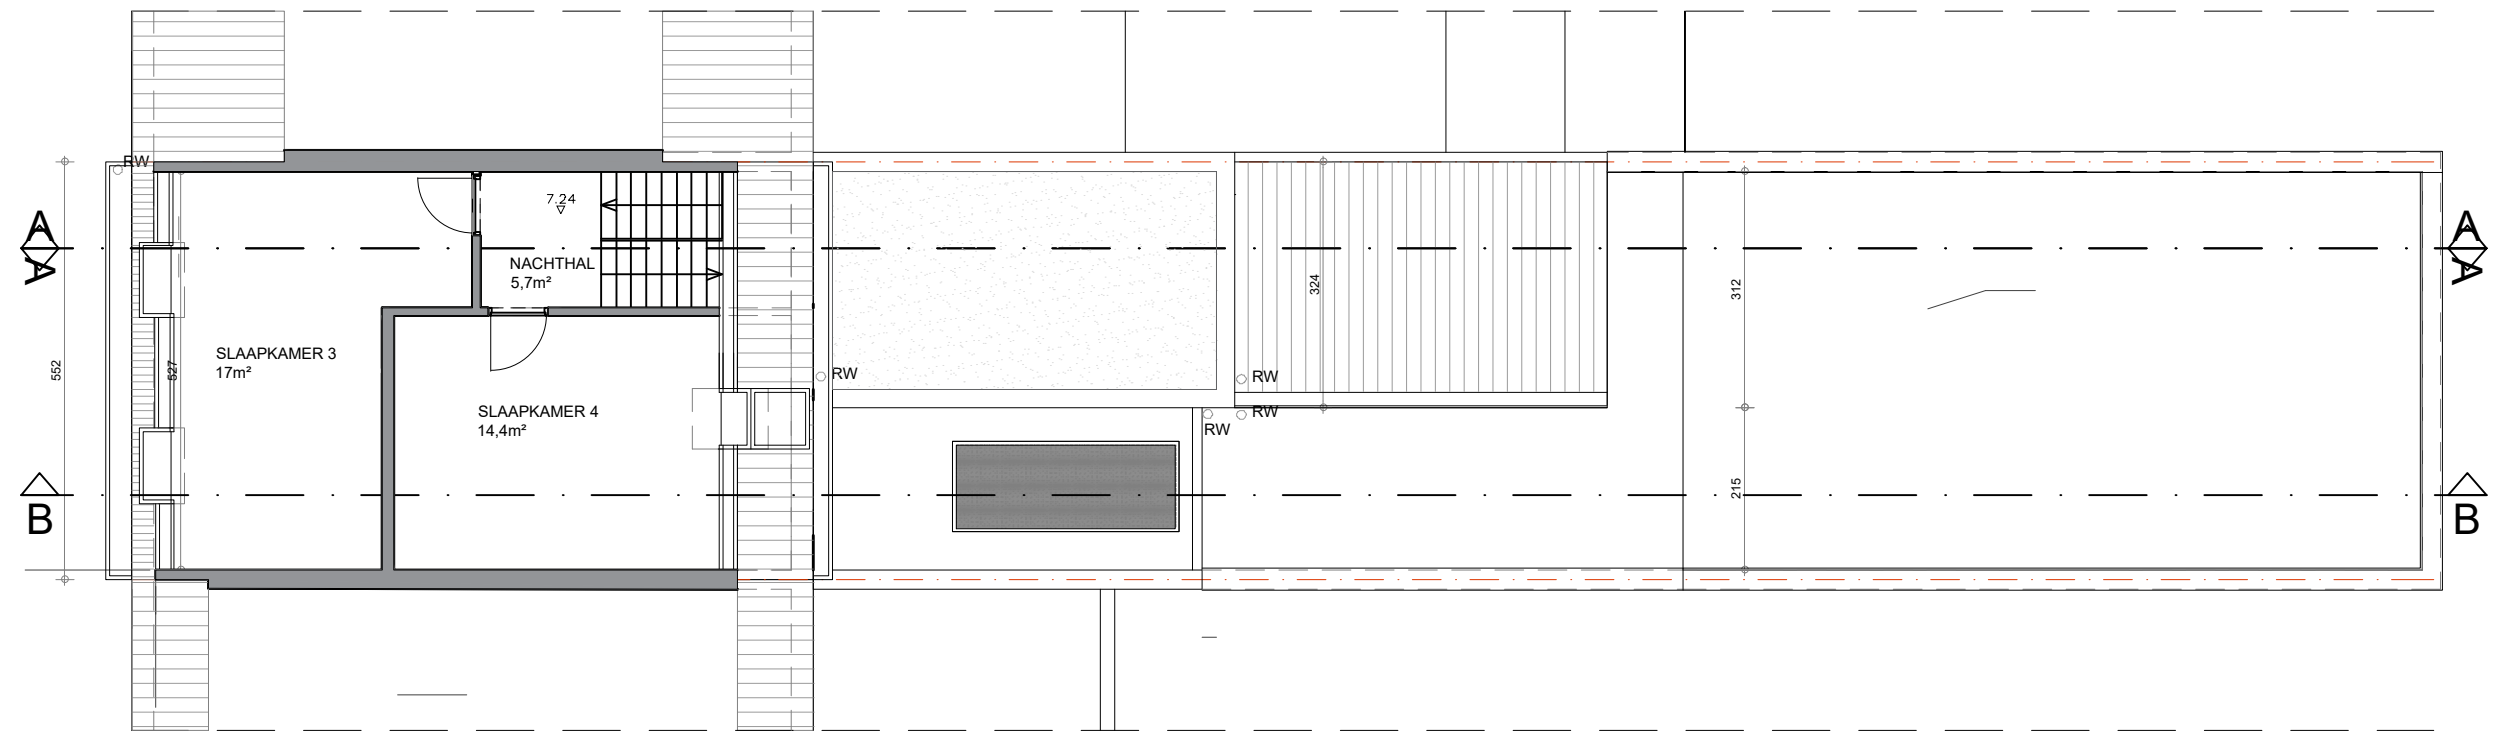 RW
A
A
7.24
NACHTHAL
5,7m²
552
527
SLAAPKAMER 3
17m²
SLAAPKAMER 4
14,4m²
RW
324
RW
RW
RW
312
215
A
A
B
B